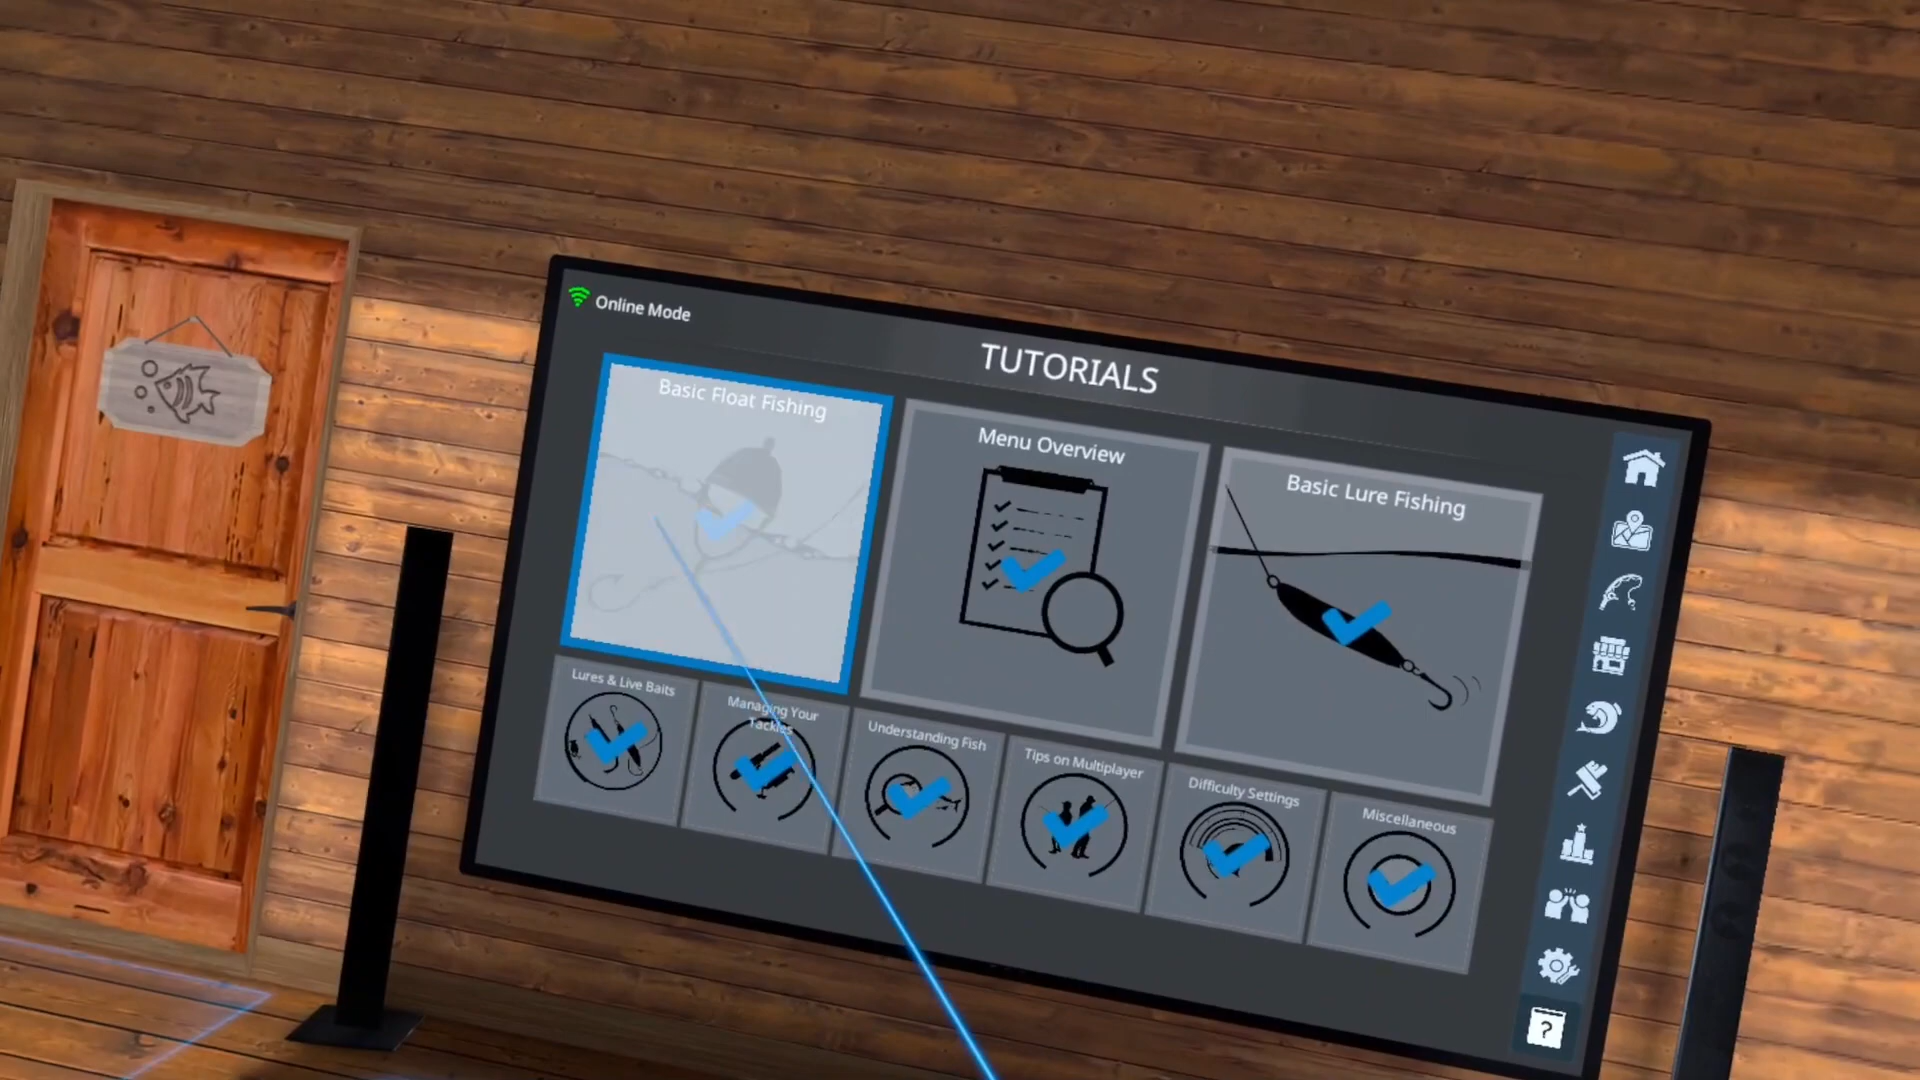 Online Mode
TUTORIALS
Basic Float Fishing
Menu Overview
Basic Lure Fishing
Lures & Live Baits
Managing Your
Tackles
Understanding Fish
Tips on Multiplayer
Difficulty Settings
Miscellaneous
?